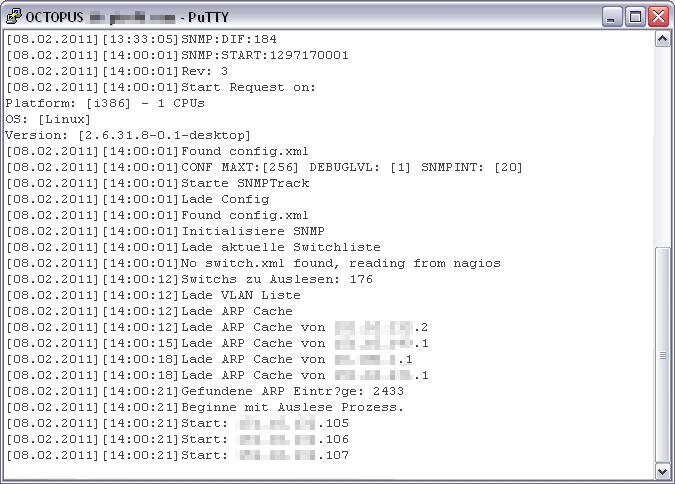 OCTOPUS - PuTTY
[08.02.2011][13:33:05]SNMP:DIF:184
[08.02.2011][14:00:01]SNMP:START:1297170001
[08.02.2011][14:00:01]Rev: 3
[08.02.2011][14:00:01]Start Request on:
Platform: [i386] - 1 CPUs
OS: [Linux]
Version: [2.6.31.8-0.1-desktop]
[08.02.2011][14:00:01]Found config.xml
[08.02.2011][14:00:01]CONF MAXT:[256] DEBUGLVL: [1] SNMPINT: [20]
[08.02.2011][14:00:01]Starte SNMPTrack
[08.02.2011][14:00:01]Lade Config
[08.02.2011][14:00:01]Found config.xml
[08.02.2011][14:00:01]Initialisiere SNMP
[08.02.2011][14:00:01]Lade aktuelle Switchliste
[08.02.2011][14:00:01]No switch.xml found, reading from nagios
[08.02.2011][14:00:12]Switchs zu Auslesen: 176
[08.02.2011][14:00:12]Lade VLAN Liste
[08.02.2011][14:00:12]Lade ARP Cache
[08.02.2011][14:00:12]Lade ARP Cache von .2
[08.02.2011][14:00:15]Lade ARP Cache von .1
[08.02.2011][14:00:18]Lade ARP Cache von .1
[08.02.2011][14:00:18]Lade ARP Cache von .1
[08.02.2011][14:00:21]Gefundene ARP Eintr?ge: 2433
[08.02.2011][14:00:21]Beginne mit Auslese Prozess.
[08.02.2011][14:00:21]Start: .105
[08.02.2011][14:00:21]Start: .106
[08.02.2011][14:00:21]Start: .107